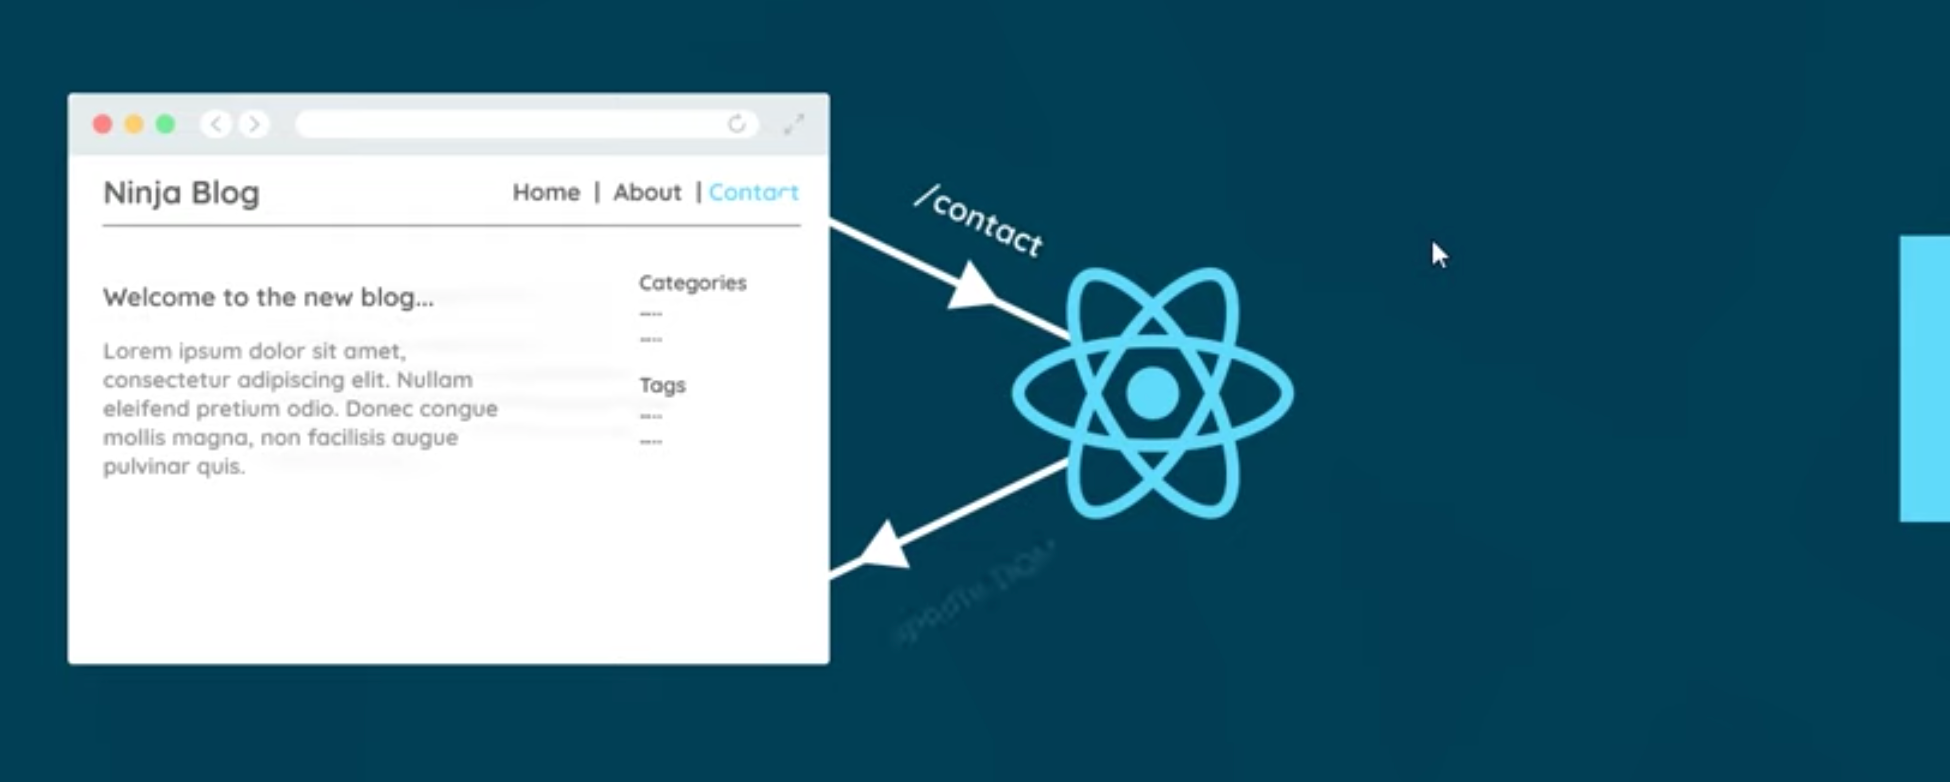 Ninja Blog
Home | About | Contact
/contact
Welcome to the new blog...
Lorem ipsum dolor sit amet,
consectetur adipiscing elit. Nullam
eleifend pretium odio. Donec congue
mollis magna, non facilisis augue
pulvinar quis.
Categories
----
----
Tags
----
----